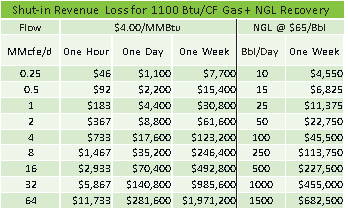 Shut-in Revenue Loss for 1100 Btu/CF Gas + NGL Recovery
Flow $4.00/MMBtu NGL @ $65/Bbl
MMcfe/d One Hour One Day One Week Bbl/Day One Week
0.25 $46 $1,100 $7,700 10 $4,550
0.5 $92 $2,200 $15,400 15 $6,825
1 $183 $4,400 $30,800 25 $11,375
2 $367 $8,800 $61,600 50 $22,750
4 $733 $17,600 $123,200 100 $45,500
8 $1,467 $35,200 $246,400 250 $113,750
16 $2,933 $70,400 $492,800 500 $227,500
32 $5,867 $140,800 $985,600 1000 $455,000
64 $11,733 $281,600 $1,971,200 1500 $682,500